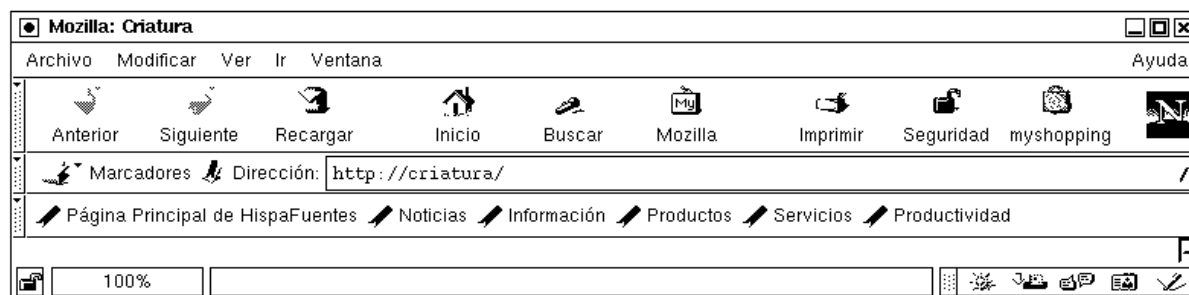 Mozilla: Criatura
Archivo Modificar Ver Ir Ventana Ayuda
My N
Anterior Siguiente Recargar Inicio Buscar Mozilla Imprimir Seguridad myshopping
Marcadores Dirección: http://criatura/
Página Principal de HispaFuentes Noticias Información Productos Servicios Productividad
100%